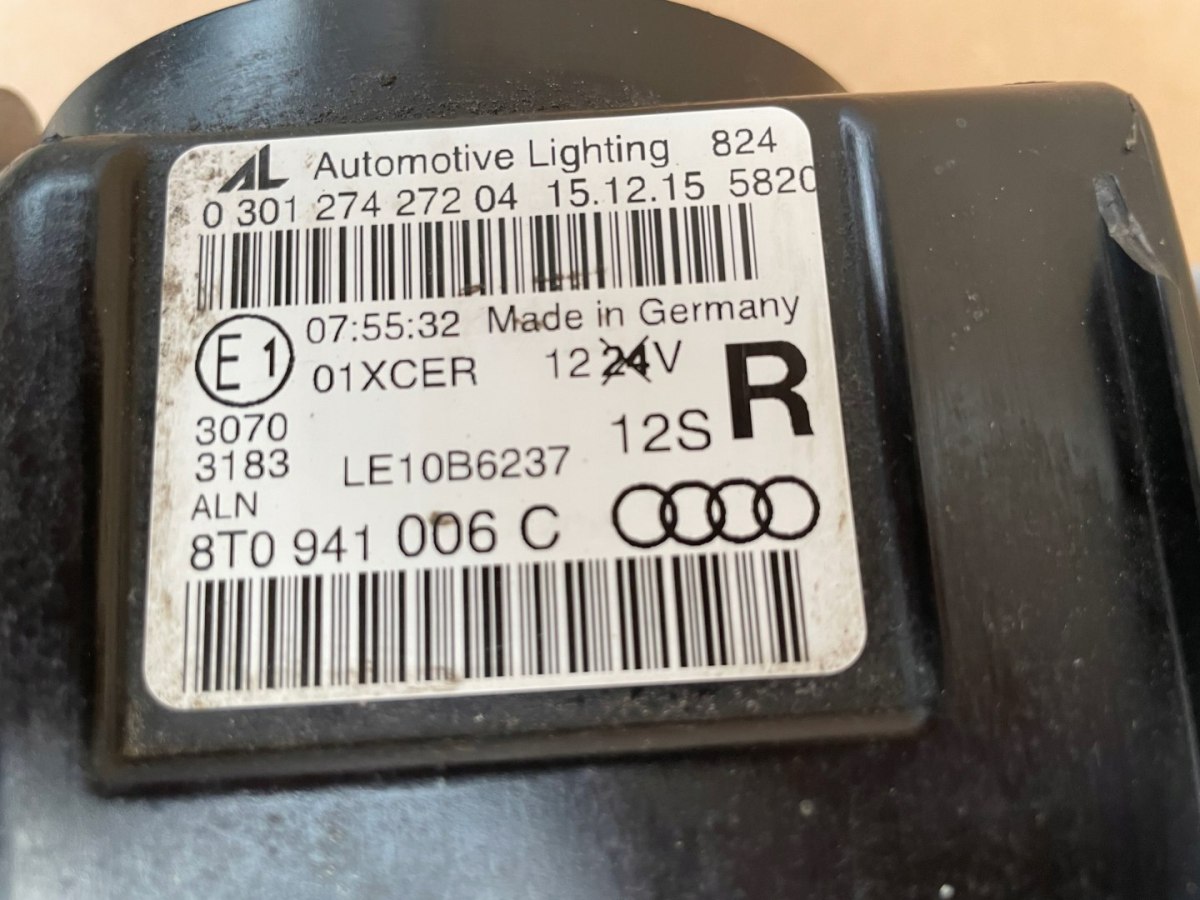 AL Automotive Lighting 824
0 301 274 272 04 15.12.15 5820
E1 07:55:32 Made in Germany
01XCER 12 24V R
3070 12S
3183 LE10B6237
ALN
8T0 941 006 C